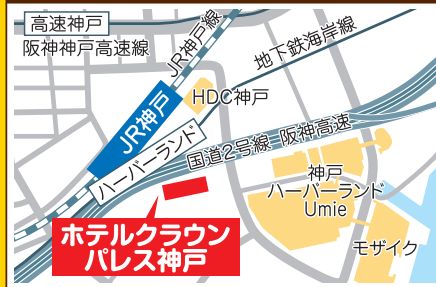 高速神戸
阪神神戸高速線
JR神戸線
地下鉄海岸線
HDC神戸
JR神戸
ハーバーランド
国道2号線 阪神高速
神戸
ハーバーランド
Umie
ホテルクラウン
パレス神戸
モザイク